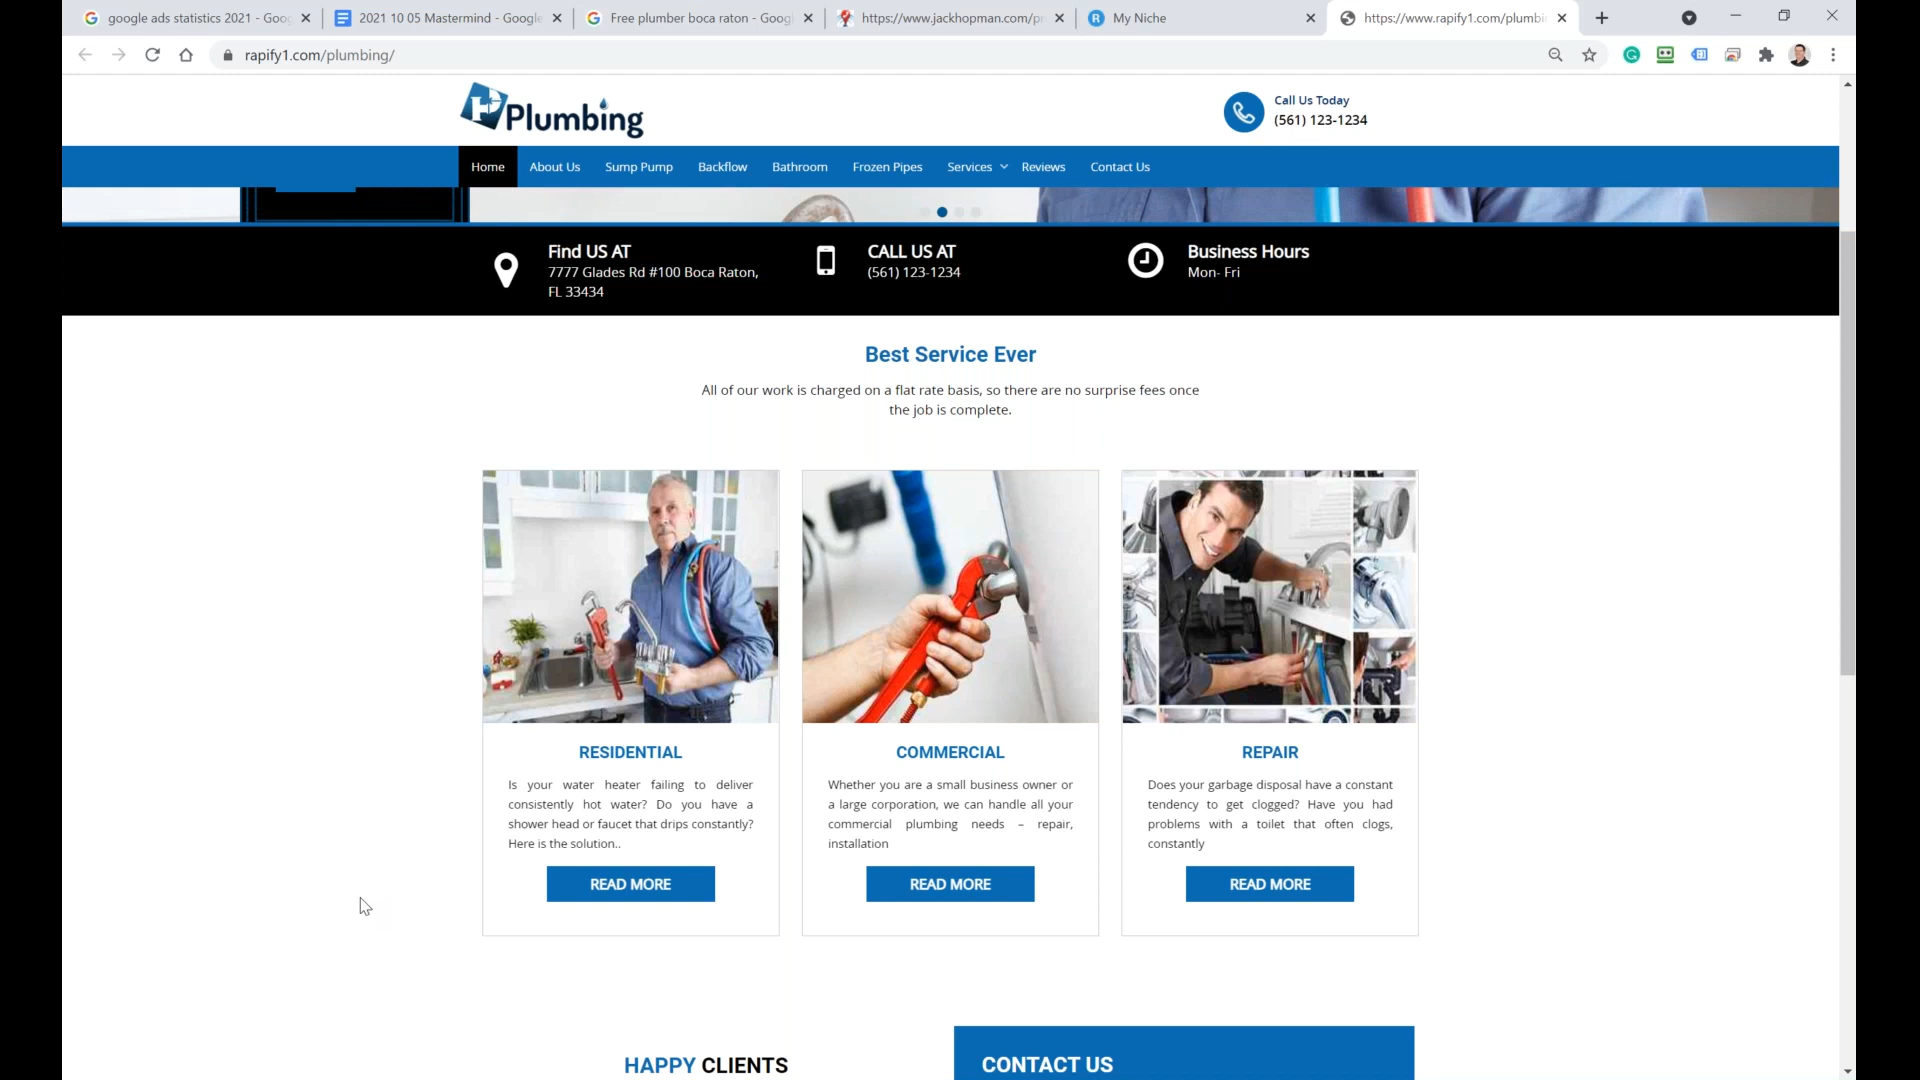 google ads statistics 2021 - Goog
2021 10 05 Mastermind - Google
Free plumber boca raton - Googl
https://www.jackhopman.com/pr
My Niche
https://www.rapify1.com/plumbi
rapify1.com/plumbing/
Plumbing
Call Us Today
(561) 123-1234
Home
About Us
Sump Pump
Backflow
Bathroom
Frozen Pipes
Services
Reviews
Contact Us
Find US AT
7777 Glades Rd #100 Boca Raton,
FL 33434
CALL US AT
(561) 123-1234
Business Hours
Mon- Fri
Best Service Ever
All of our work is charged on a flat rate basis, so there are no surprise fees once
the job is complete.
RESIDENTIAL
Is your water heater failing to deliver
consistently hot water? Do you have a
shower head or faucet that drips constantly?
Here is the solution..
READ MORE
COMMERCIAL
Whether you are a small business owner or
a large corporation, we can handle all your
commercial plumbing needs – repair,
installation
READ MORE
REPAIR
Does your garbage disposal have a constant
tendency to get clogged? Have you had
problems with a toilet that often clogs,
constantly
READ MORE
HAPPY CLIENTS
CONTACT US